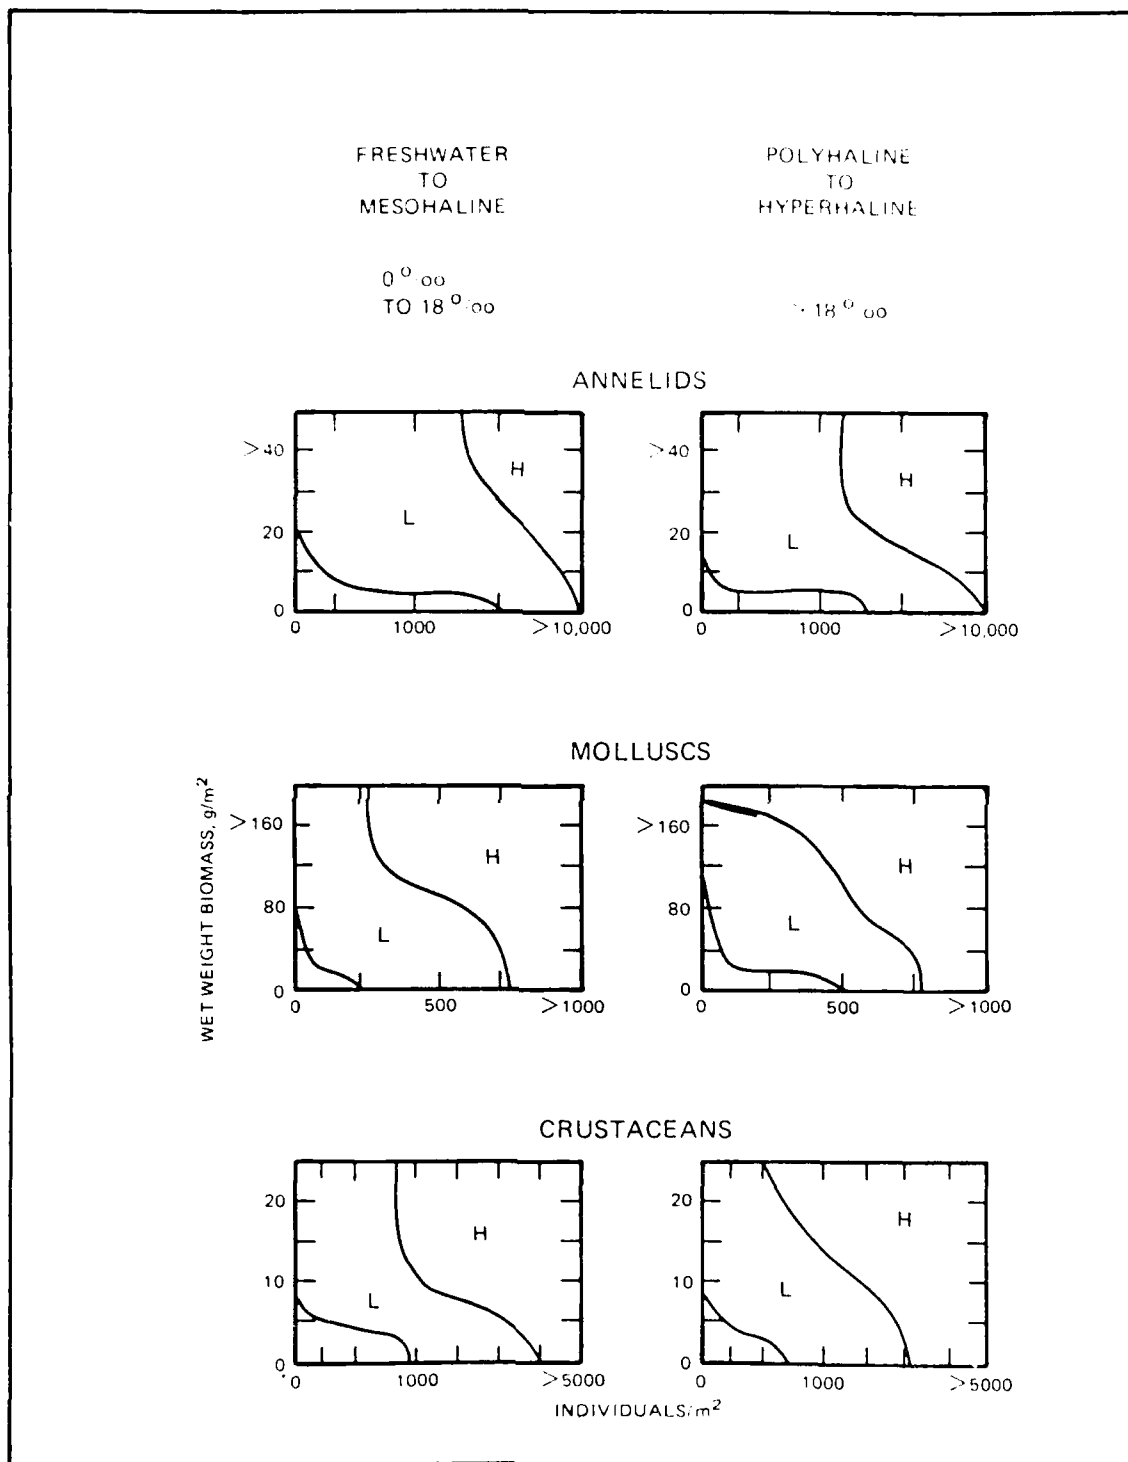 FRESHWATER
TO
MESOHALINE
0 o/oo
TO 18 o/oo
POLYHALINE
TO
HYPERHALINE
> 18 o/oo
ANNELIDS
>40
20
0
H
L
0 1000 >10,000
>40
20
0
H
L
0 1000 >10,000
MOLLUSCS
WET WEIGHT BIOMASS, g/m²
>160
80
0
H
L
0 500 >1000
>160
80
0
H
L
0 500 >1000
CRUSTACEANS
20
10
0
H
L
0 1000 >5000
20
10
0
H
L
0 1000 >5000
INDIVIDUALS/m²